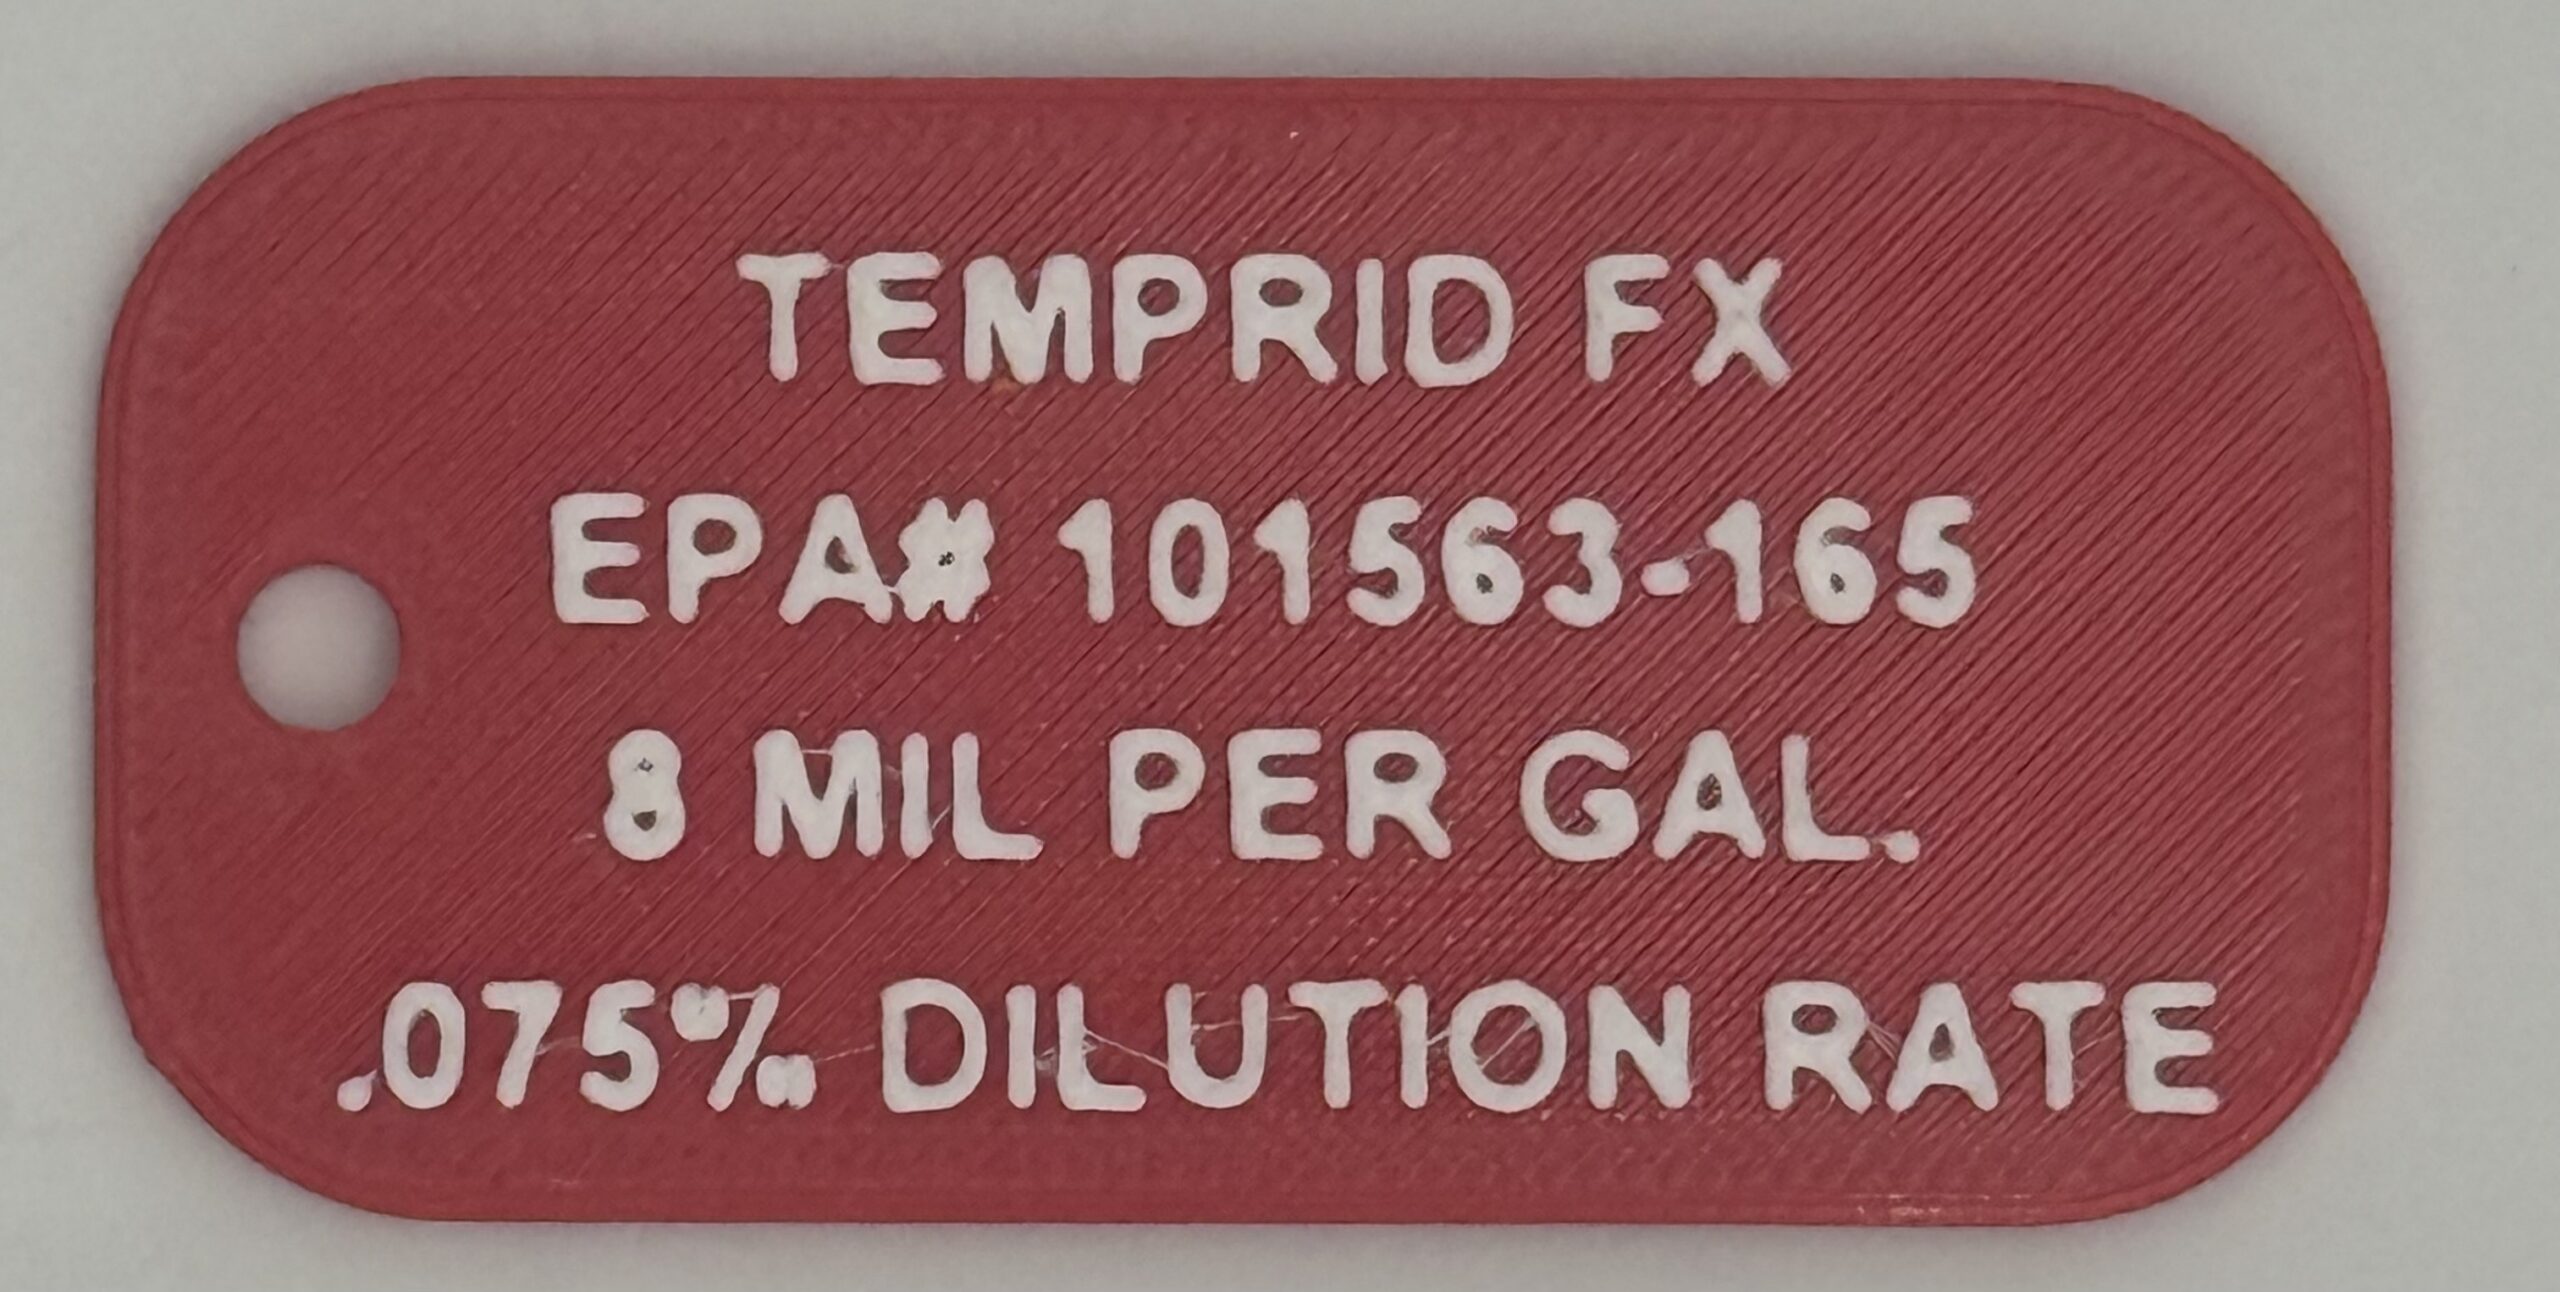 TEMPRID FX
EPA# 101563-165
8 MIL PER GAL.
.075% DILUTION RATE